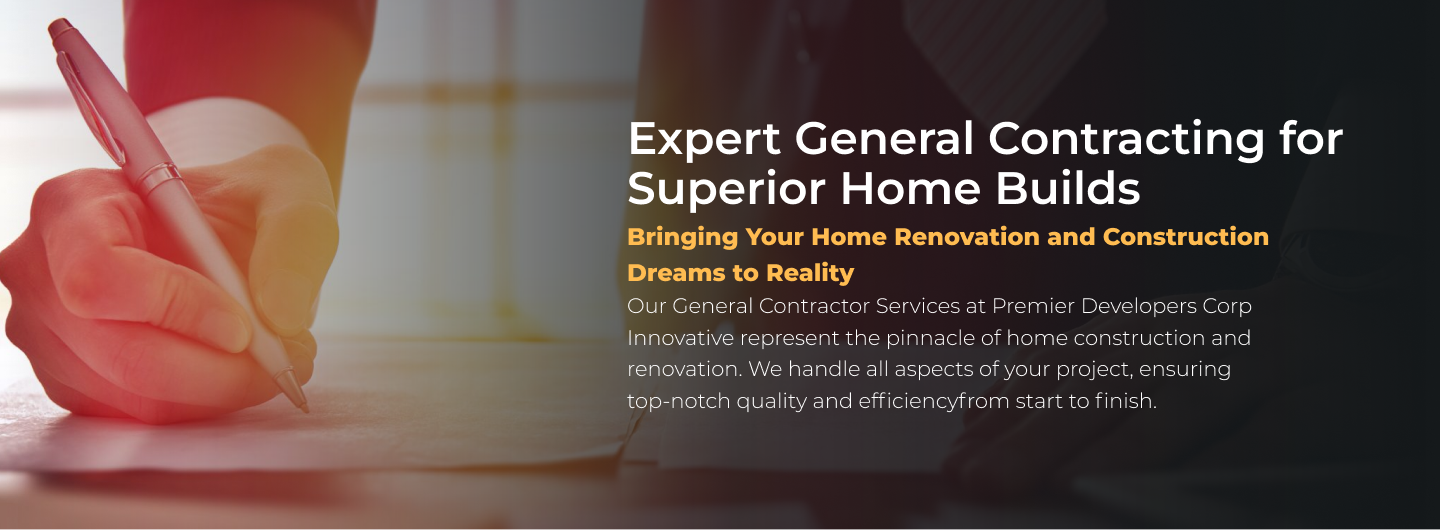 Expert General Contracting for
Superior Home Builds
Bringing Your Home Renovation and Construction
Dreams to Reality
Our General Contractor Services at Premier Developers Corp
Innovative represent the pinnacle of home construction and
renovation. We handle all aspects of your project, ensuring
top-notch quality and efficiencyfrom start to finish.